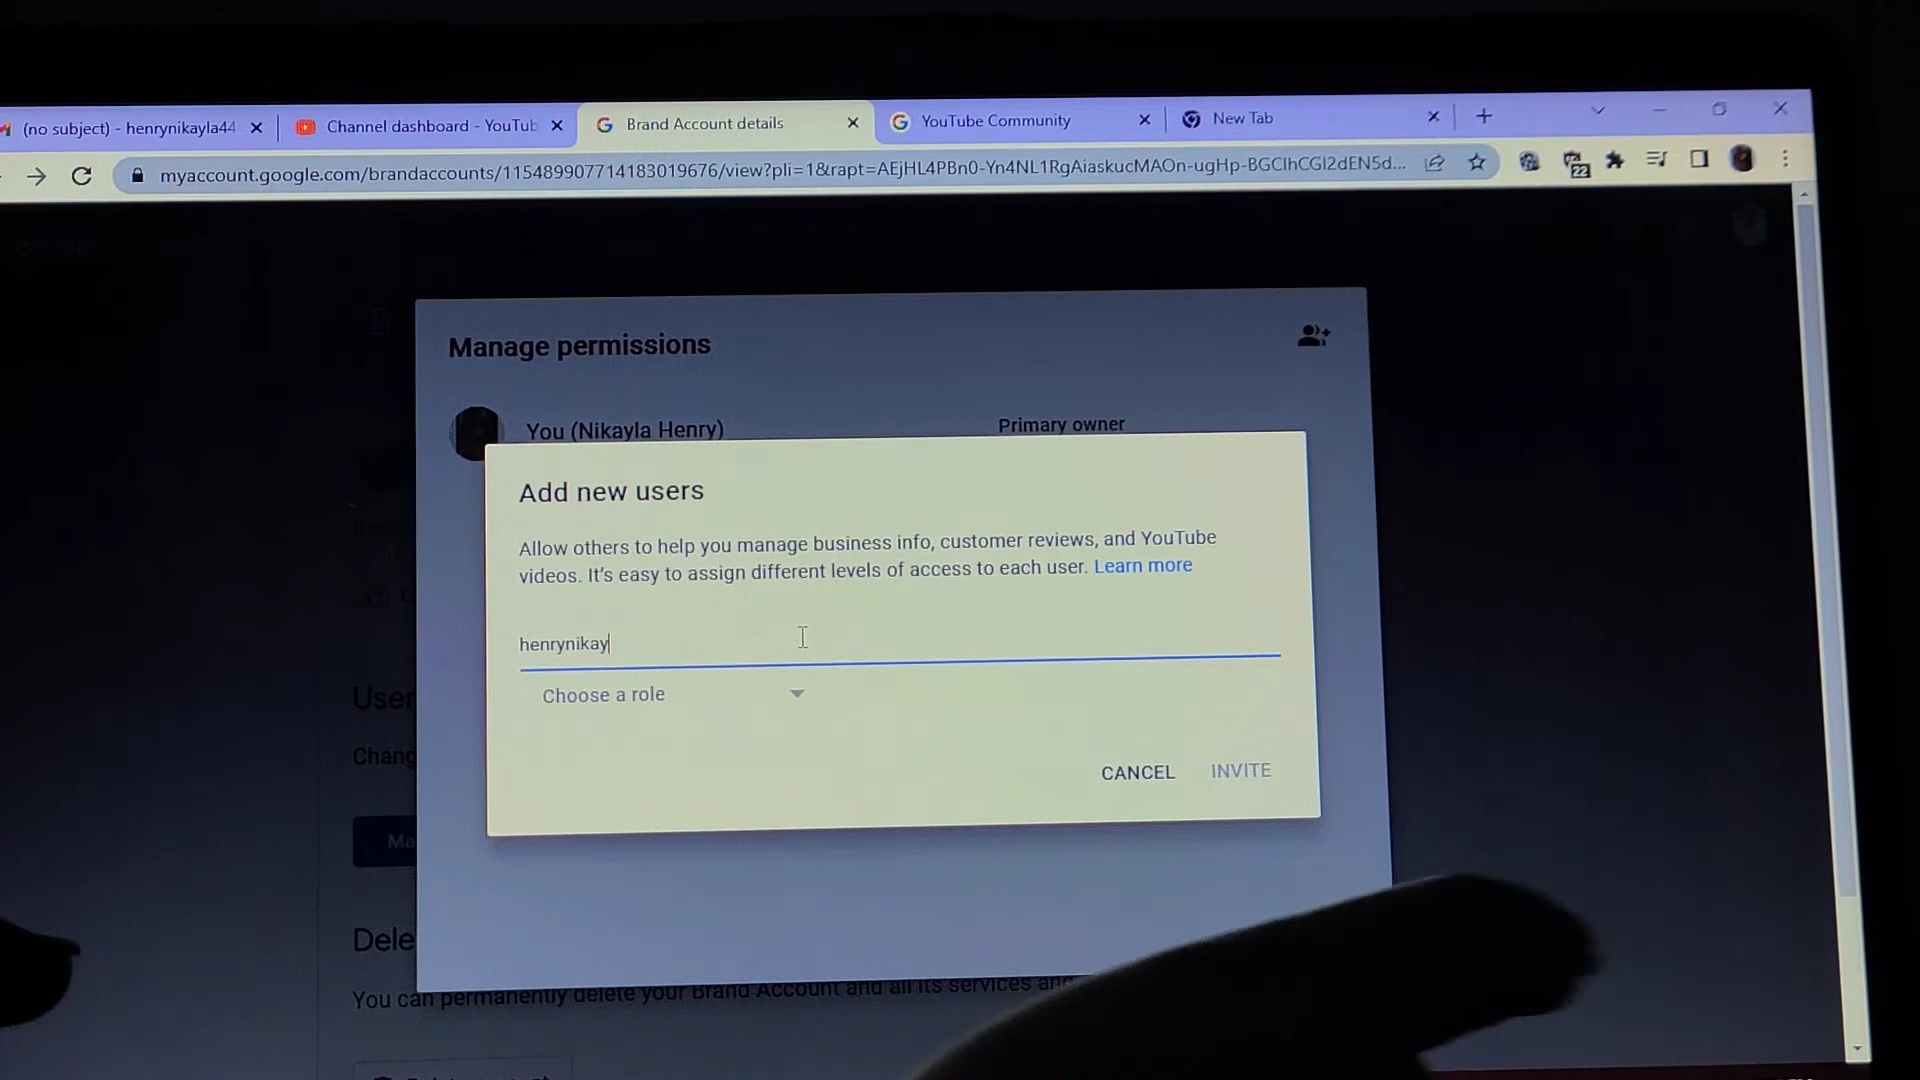 (no subject) - henrynikayla44
Channel dashboard - YouTub
Brand Account details
YouTube Community
New Tab
myaccount.google.com/brandaccounts/115489907714183019676/view?pli=1&rapt=AEjHL4PBn0-Yn4NL1RgAiaskucMAOn-ugHp-BGClhCGl2dEN5d...
22
Manage permissions
You (Nikayla Henry)
Primary owner
Add new users
Allow others to help you manage business info, customer reviews, and YouTube
videos. It's easy to assign different levels of access to each user. Learn more
henrynikay
Choose a role
CANCEL
INVITE
User
Chang
Ma
Dele
You can permanently delete your Brand Account and all its services an